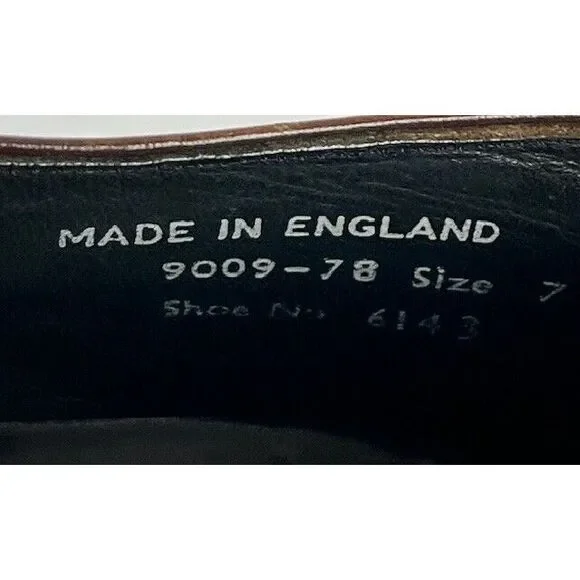 MADE IN ENGLAND
9009-78 Size 7
Shoe No 6143